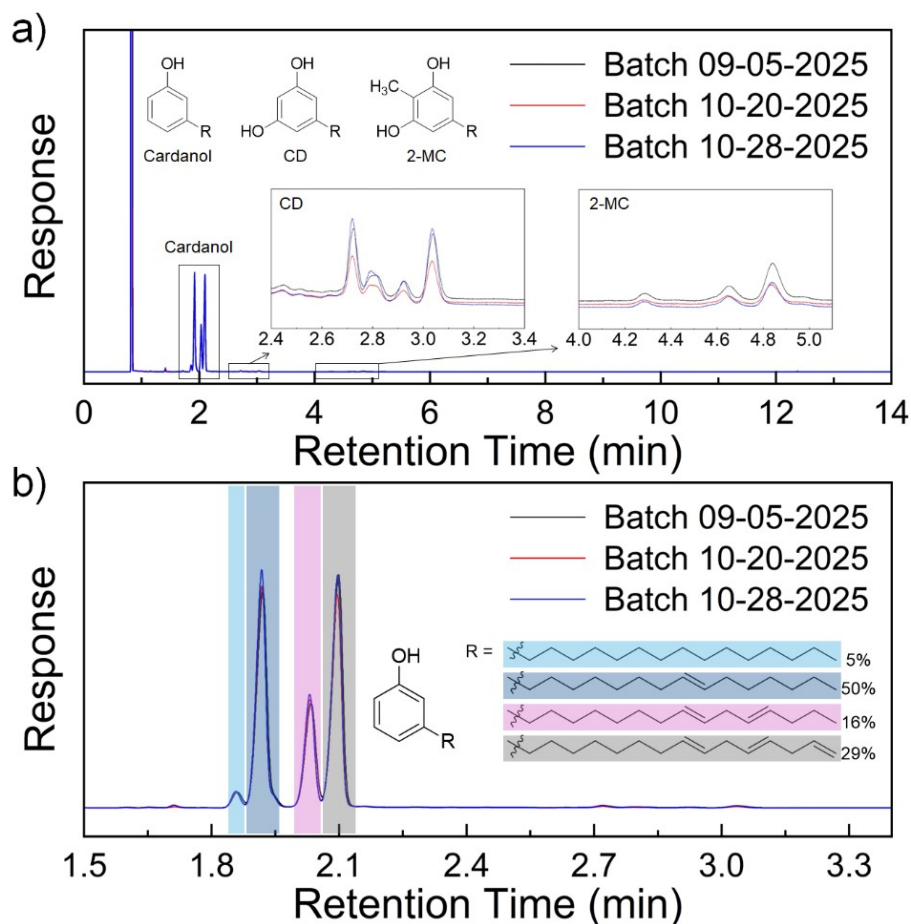 a)
Batch 09-05-2025
Batch 10-20-2025
Batch 10-28-2025
OH
R
Cardanol
OH
HO
R
CD
OH
H₃C
HO
R
2-MC
Cardanol
CD
2.4 2.6 2.8 3.0 3.2 3.4
2-MC
4.0 4.2 4.4 4.6 4.8 5.0
Response
0 2 4 6 8 10 12 14
Retention Time (min)
b)
Batch 09-05-2025
Batch 10-20-2025
Batch 10-28-2025
OH
R
R =
5%
50%
16%
29%
Response
1.5 1.8 2.1 2.4 2.7 3.0 3.3
Retention Time (min)